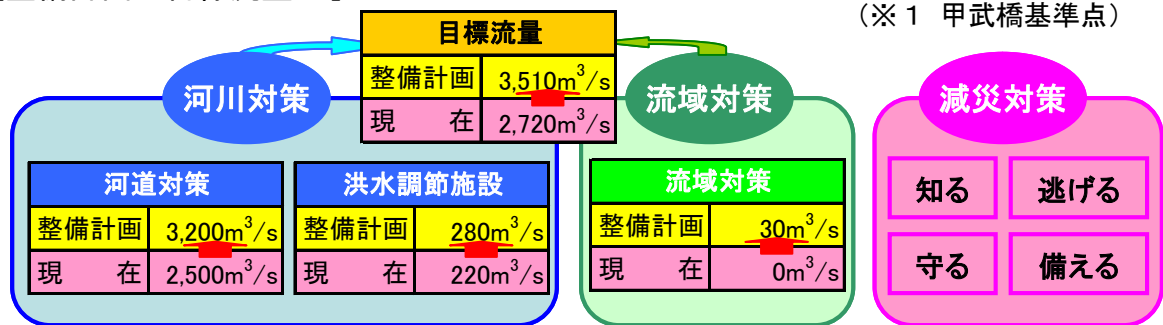 （※１ 甲武橋基準点）
目標流量
整備計画 3,510m³/s
現 在 2,720m³/s
河川対策
流域対策
減災対策
河道対策
整備計画 3,200m³/s
現 在 2,500m³/s
洪水調節施設
整備計画 280m³/s
現 在 220m³/s
流域対策
整備計画 30m³/s
現 在 0m³/s
知る 逃げる
守る 備える